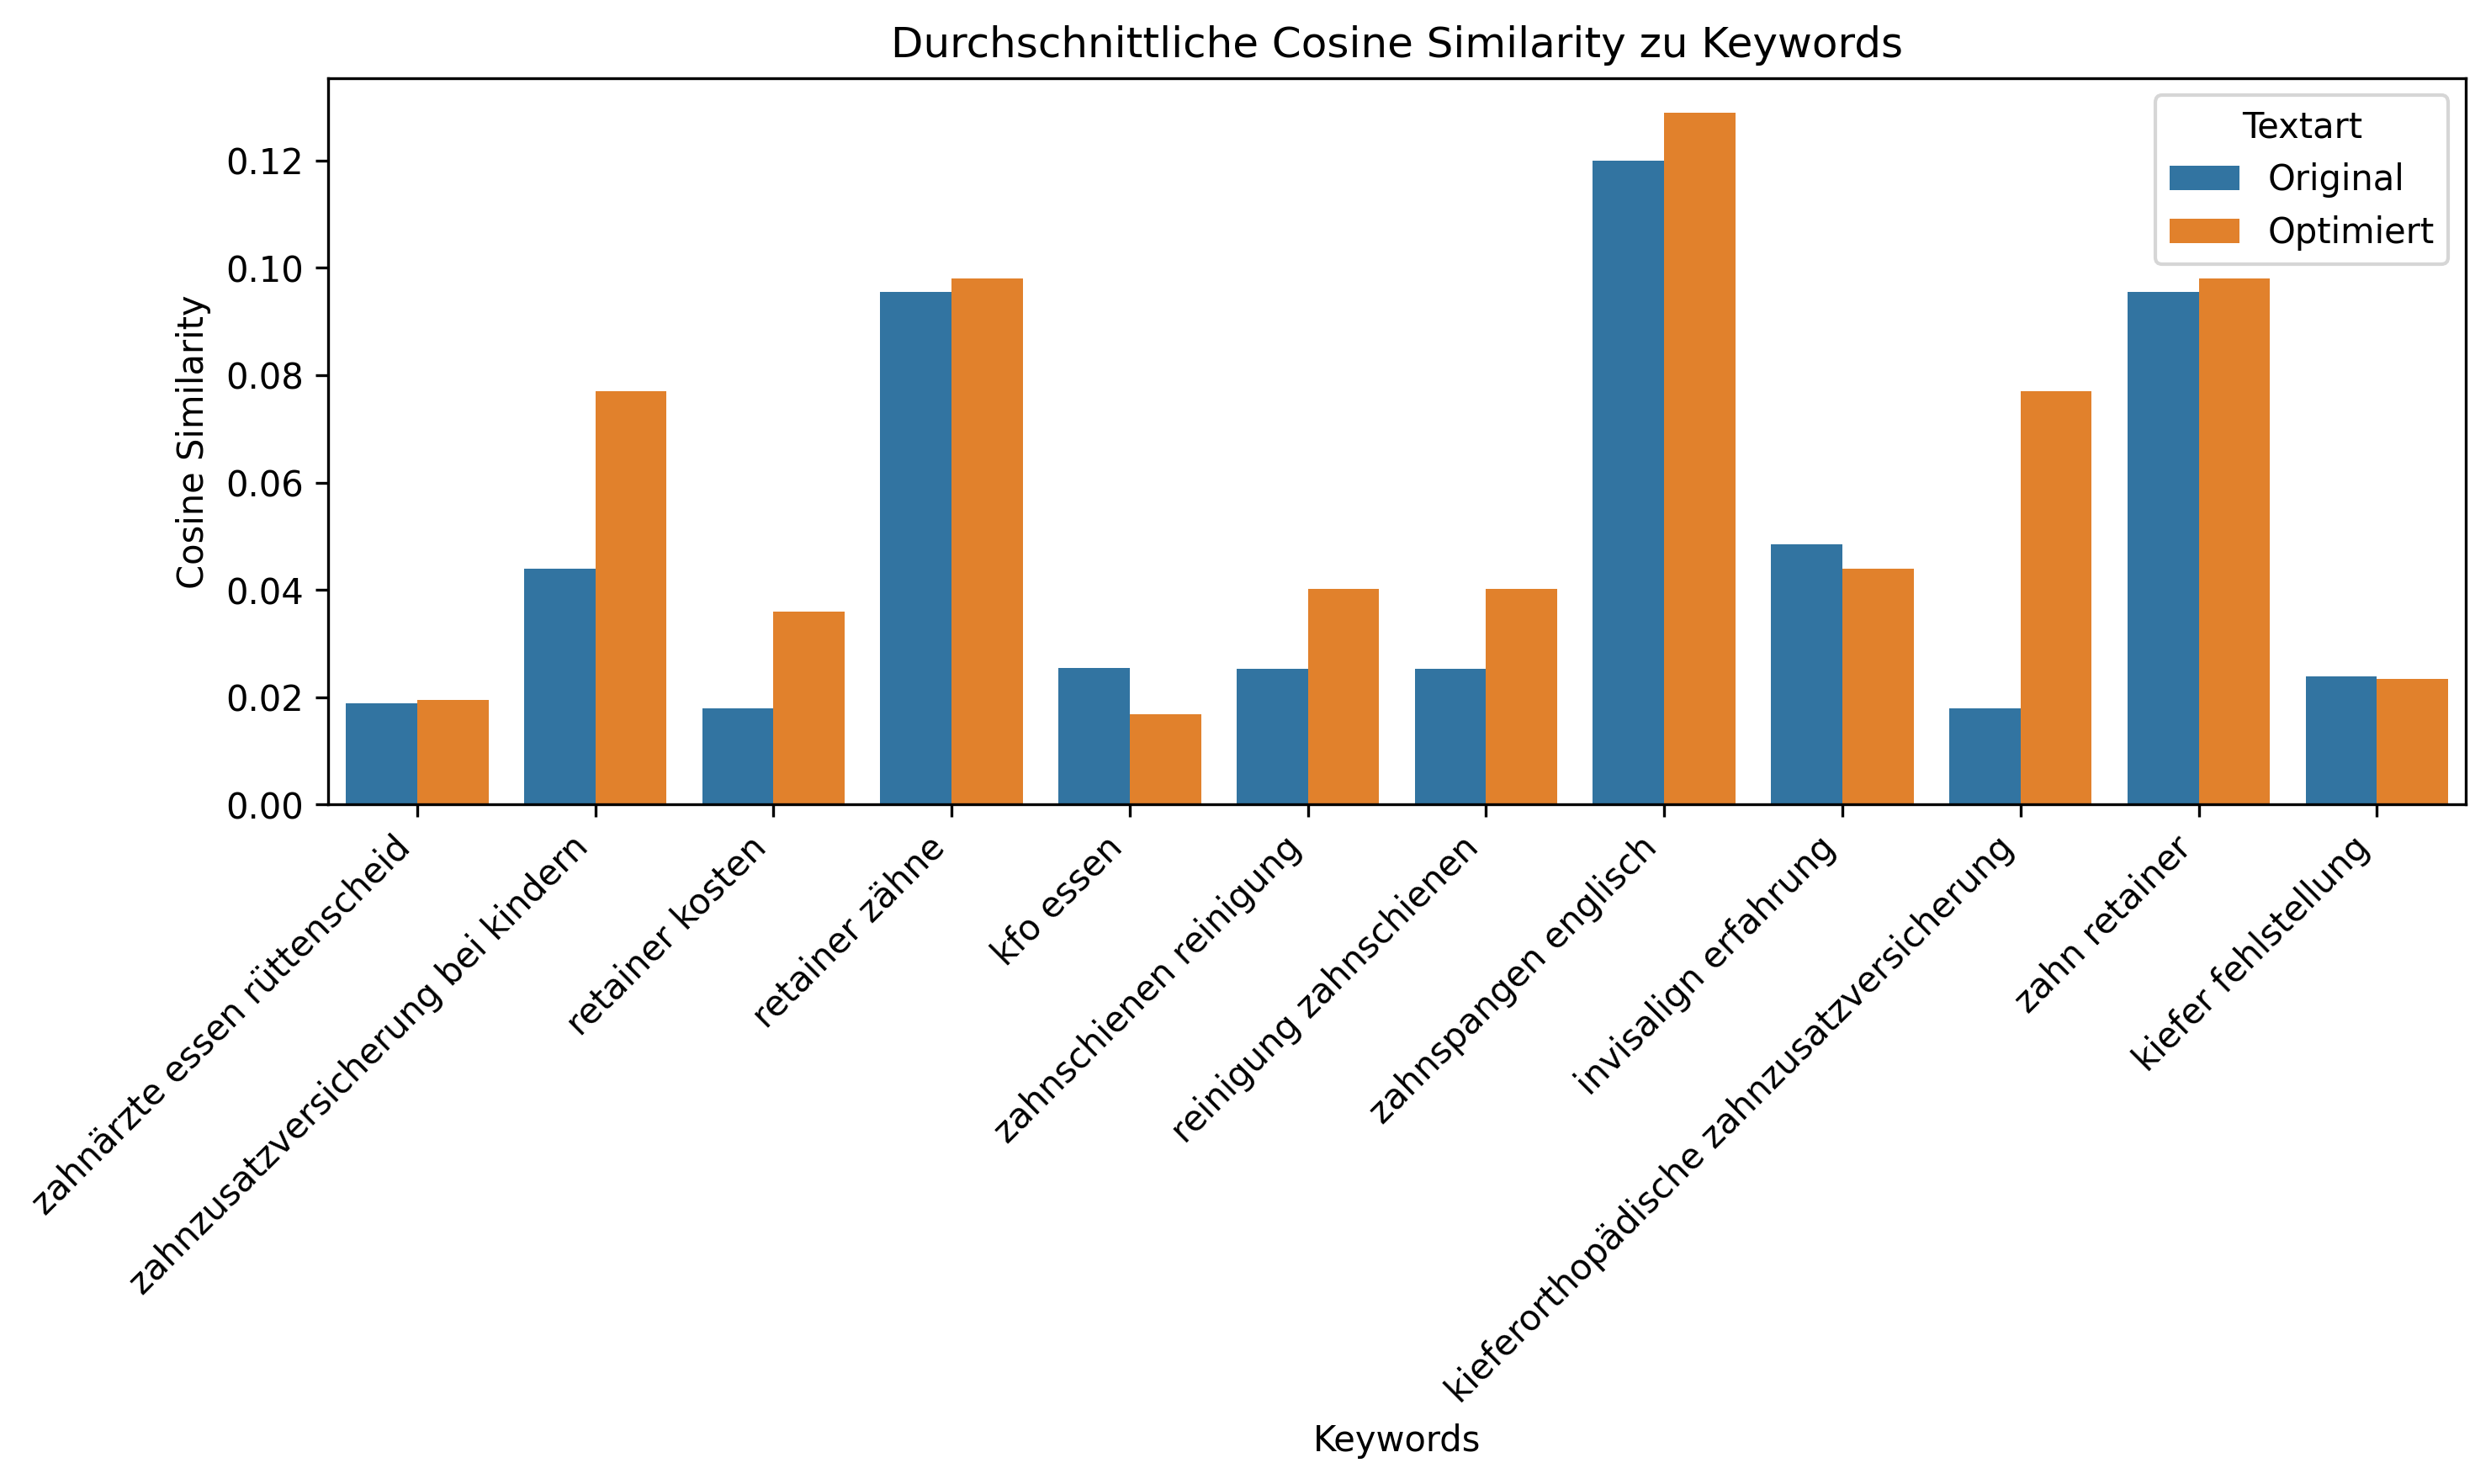 Durchschnittliche Cosine Similarity zu Keywords
Textart
Original
Optimiert
Cosine Similarity
0.12
0.10
0.08
0.06
0.04
0.02
0.00
zahnärzte essen rüttenscheid
zahnzusatzversicherung bei kindern
retainer kosten
retainer zähne
kfo essen
zahnschienen reinigung
reinigung zahnschienen
zahnspangen englisch
invisalign erfahrung
kieferorthopädische zahnzusatzversicherung
zahn retainer
kiefer fehlstellung
Keywords